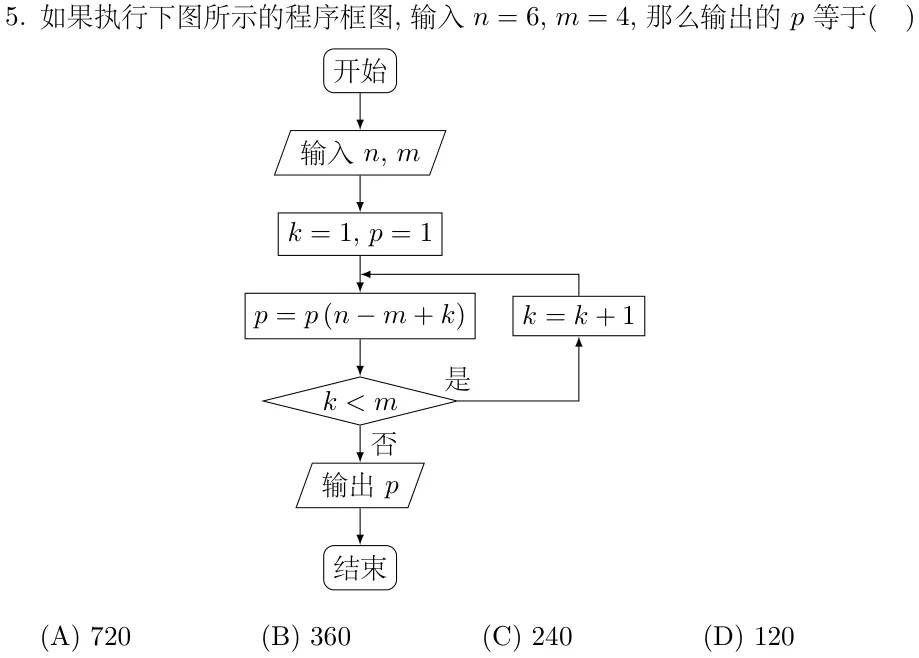 5. 如果执行下图所示的程序框图, 输入 n = 6, m = 4, 那么输出的 p 等于( )
开始
输入 n, m
k = 1, p = 1
p = p (n − m + k)
k = k + 1
是
k < m
否
输出 p
结束
(A) 720 (B) 360 (C) 240 (D) 120